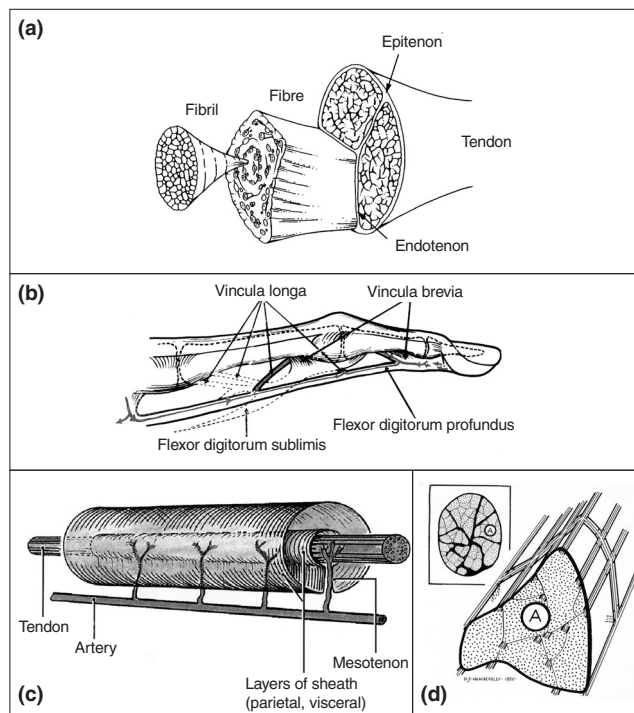 (a)
Epitenon
Fibril
Fibre
Tendon
Endotenon
(b)
Vincula longa
Vincula brevia
Flexor digitorum profundus
Flexor digitorum sublimis
Tendon
Artery
Mesotenon
Layers of sheath
(parietal, visceral)
(c)
A
A
(d)